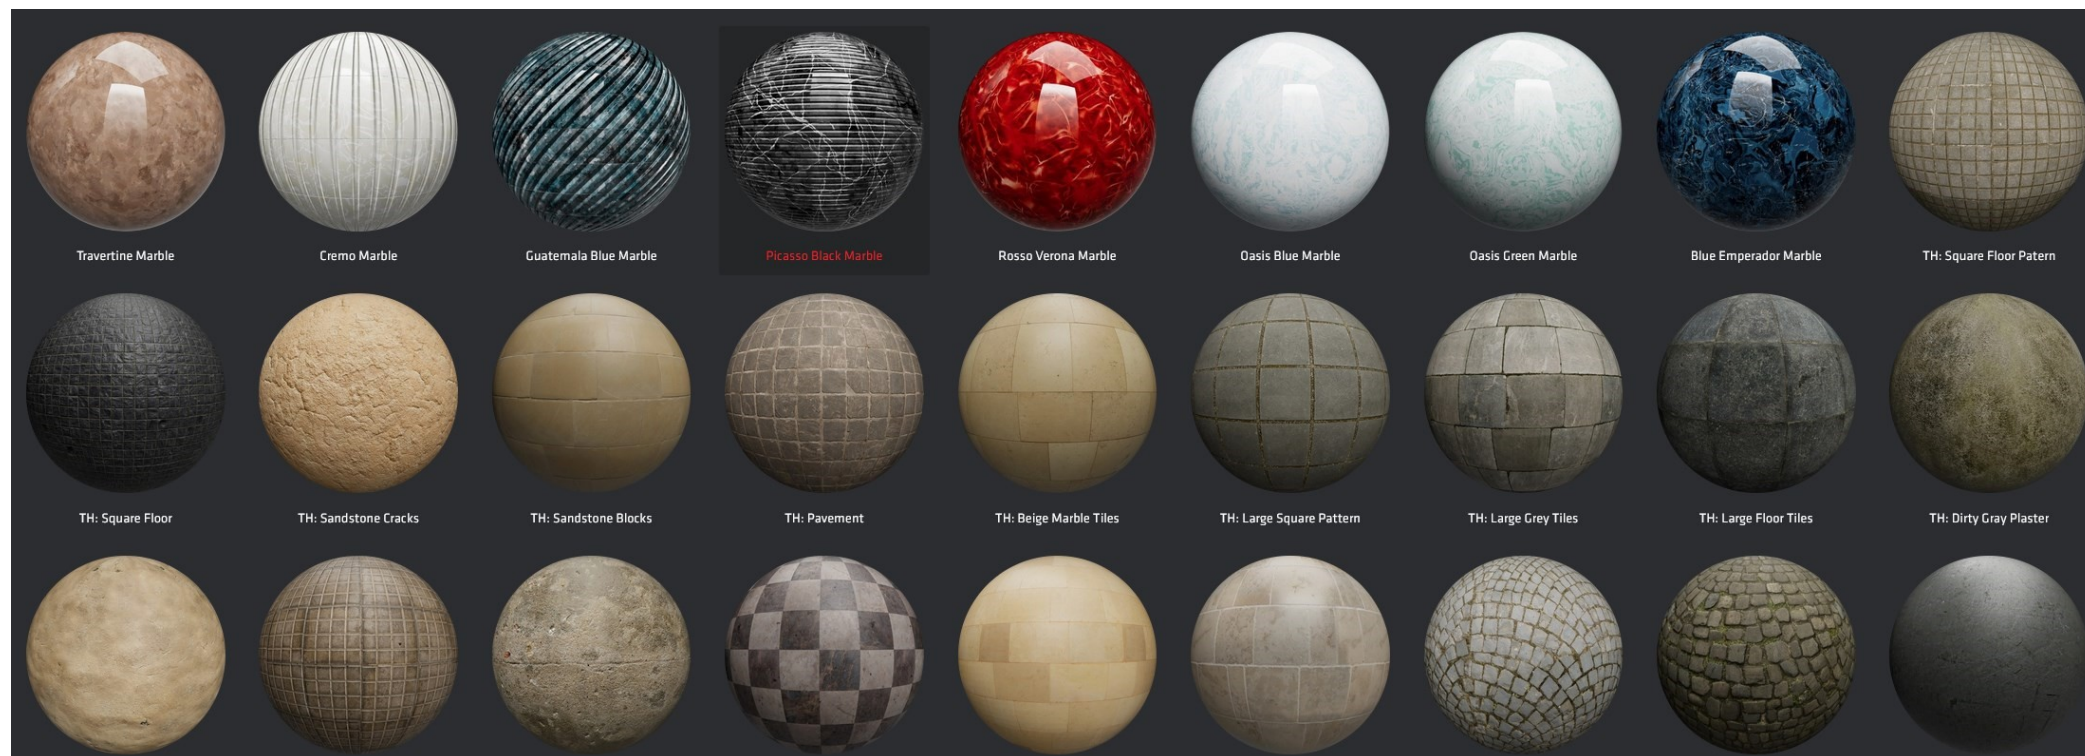 Travertine Marble
Cremo Marble
Guatemala Blue Marble
Picasso Black Marble
Rosso Verona Marble
Oasis Blue Marble
Oasis Green Marble
Blue Emperador Marble
TH: Square Floor Patern
TH: Square Floor
TH: Sandstone Cracks
TH: Sandstone Blocks
TH: Pavement
TH: Beige Marble Tiles
TH: Large Square Pattern
TH: Large Grey Tiles
TH: Large Floor Tiles
TH: Dirty Gray Plaster